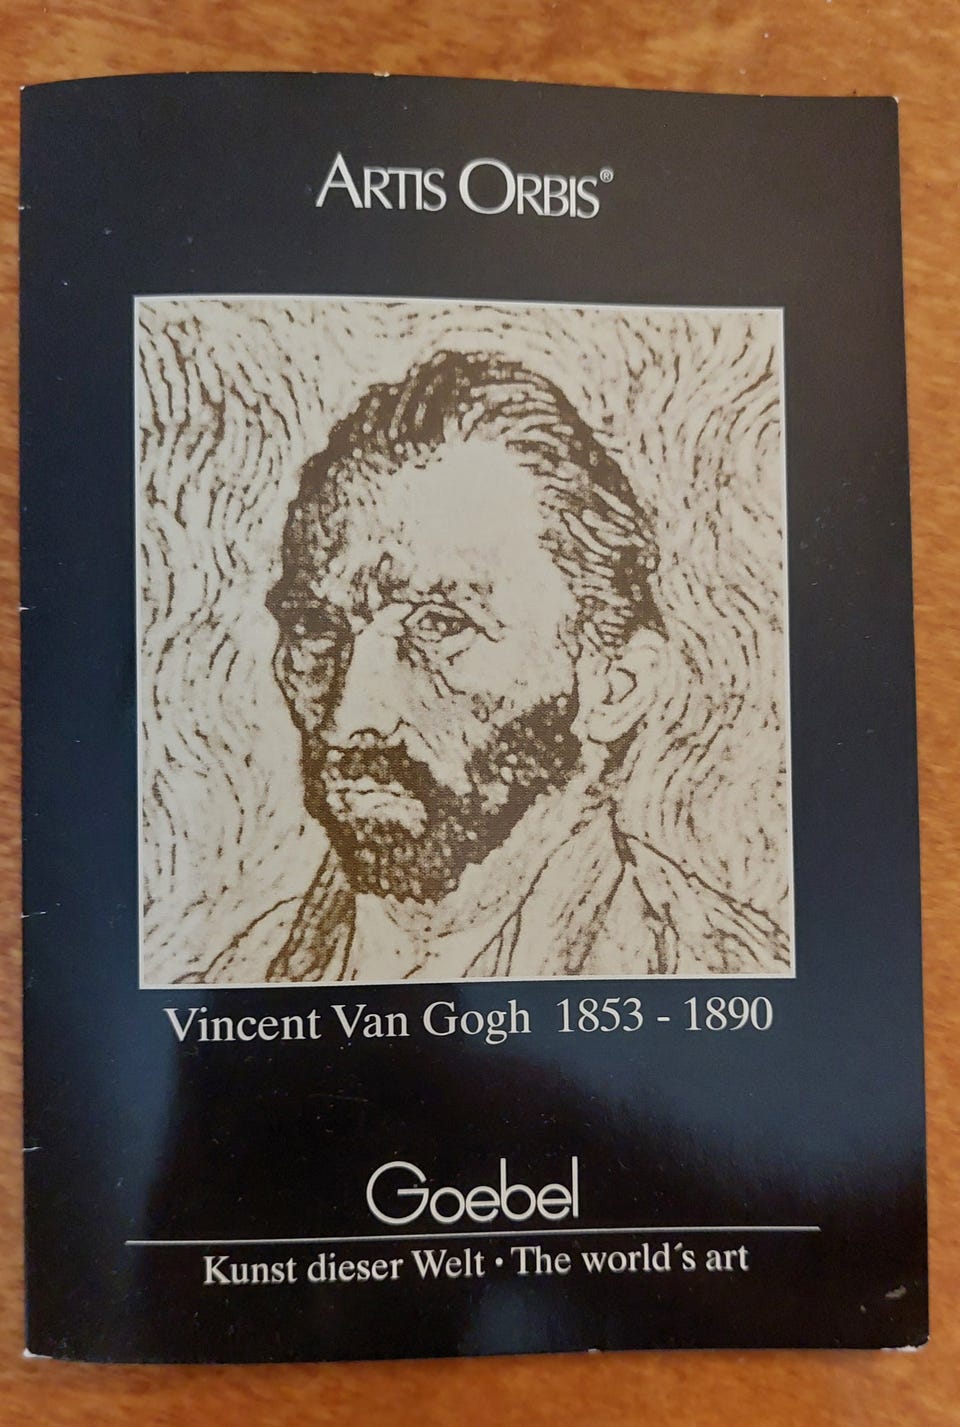 ARTIS ORBIS®
Vincent Van Gogh 1853 - 1890
Goebel
Kunst dieser Welt • The world´s art